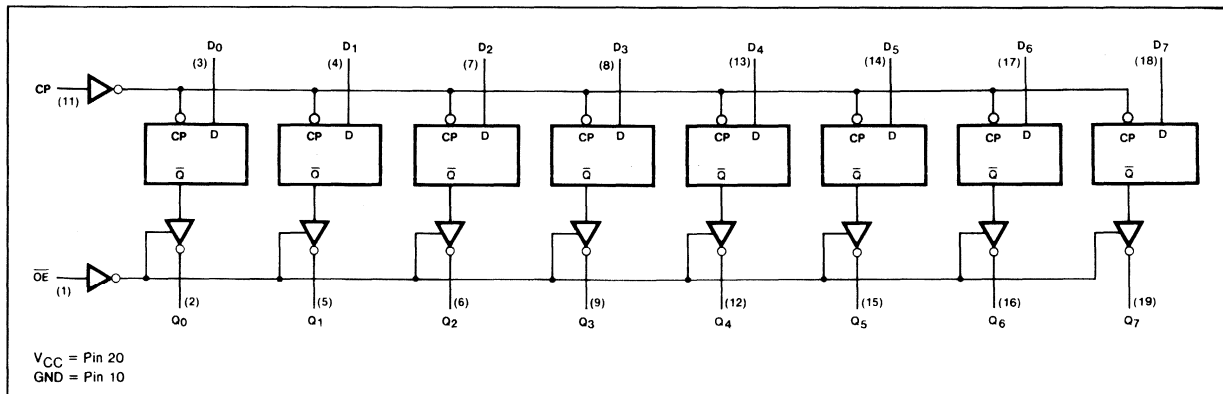 D0 D1 D2 D3 D4 D5 D6 D7
(3) (4) (7) (8) (13) (14) (17) (18)
CP
(11)
CP D CP D CP D CP D CP D CP D CP D CP D
Q̅ Q̅ Q̅ Q̅ Q̅ Q̅ Q̅ Q̅
O̅E̅
(1)
(2) (5) (6) (9) (12) (15) (16) (19)
Q0 Q1 Q2 Q3 Q4 Q5 Q6 Q7
VCC = Pin 20
GND = Pin 10